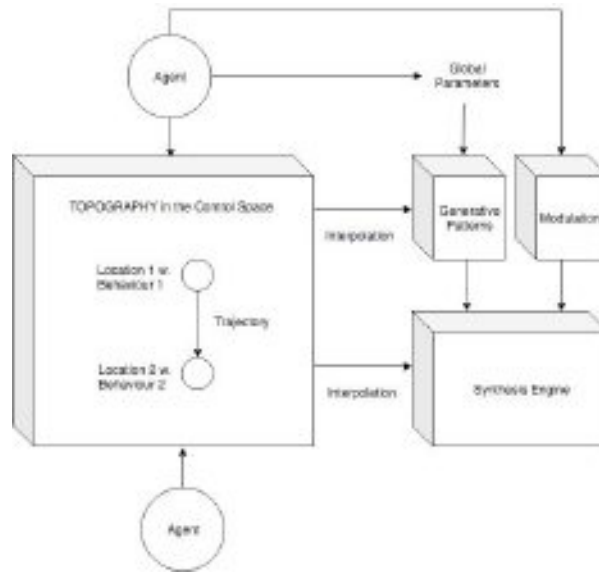 Agent
Global
Parameters
TOPOGRAPHY in the Control Space
Generative
Patterns
Modulation
Interpolation
Location 1 w.
Behaviour 1
Trajectory
Location 2 w.
Behaviour 2
Interpolation
Synthesis Engine
Agent